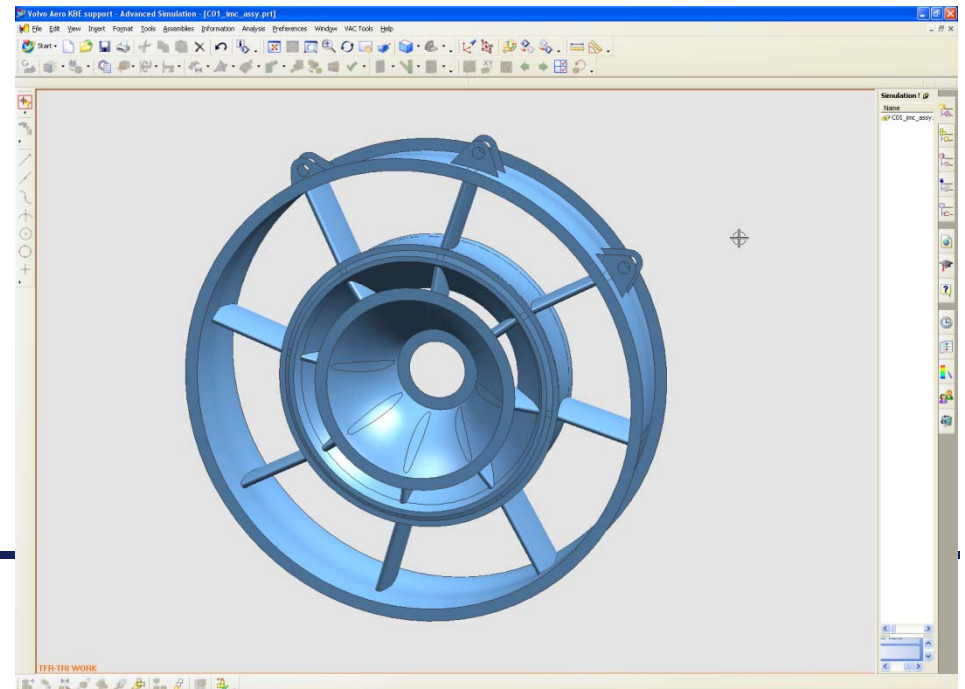 Volvo Aero KBE support - Advanced Simulation - [C01_imc_assy.prt]
File Edit View Insert Format Tools Assemblies Information Analysis Preferences Window VAC Tools Help
Start
Simulation
Name
C01_imc_assy.
TFR-TRI WORK